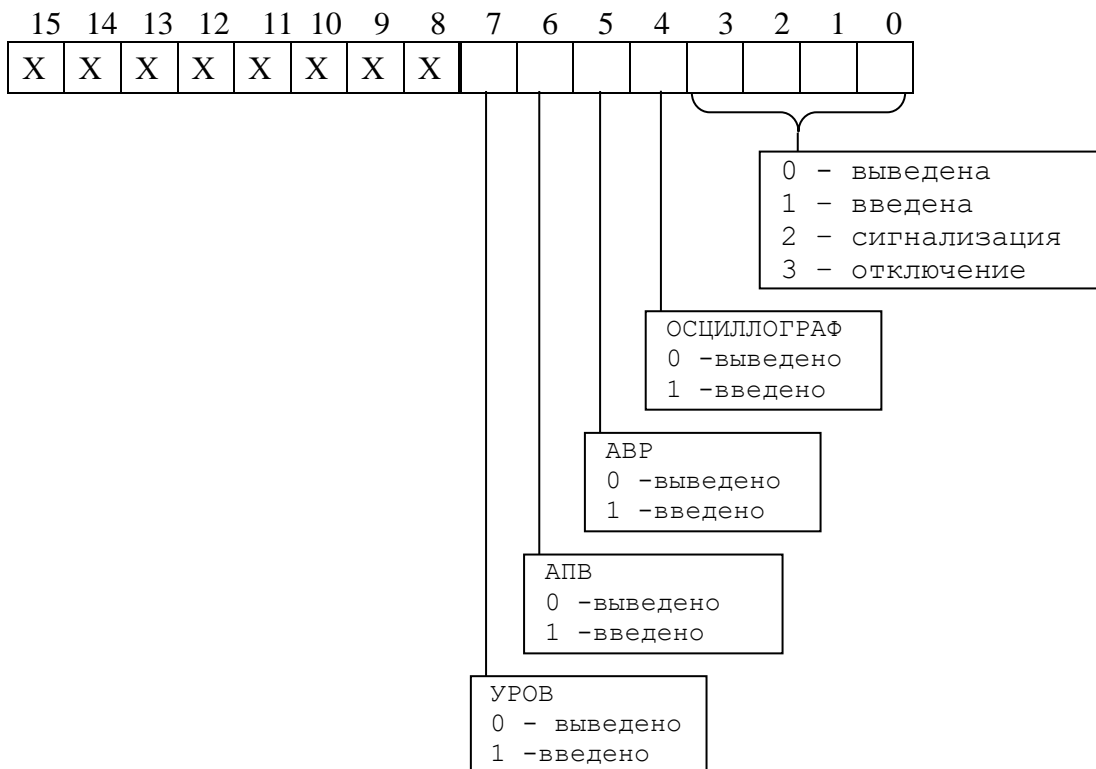 15 14 13 12 11 10 9 8 7 6 5 4 3 2 1 0
X X X X X X X X
0 – выведена
1 – введена
2 – сигнализация
3 – отключение
ОСЦИЛЛОГРАФ
0 -выведено
1 -введено
АВР
0 -выведено
1 -введено
АПВ
0 -выведено
1 -введено
УРОВ
0 - выведено
1 -введено